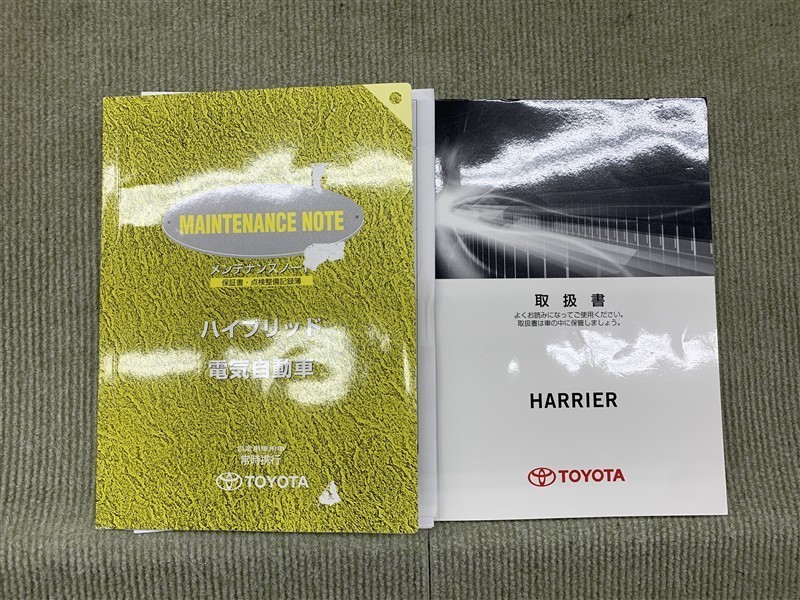 MAINTENANCE NOTE
メンテナンスノート
保証書・点検整備記録簿
ハイブリッド
電気自動車
常時携行
TOYOTA
取扱書
よくお読みになってご使用ください。
取扱書は車の中に保管しましょう。
HARRIER
TOYOTA